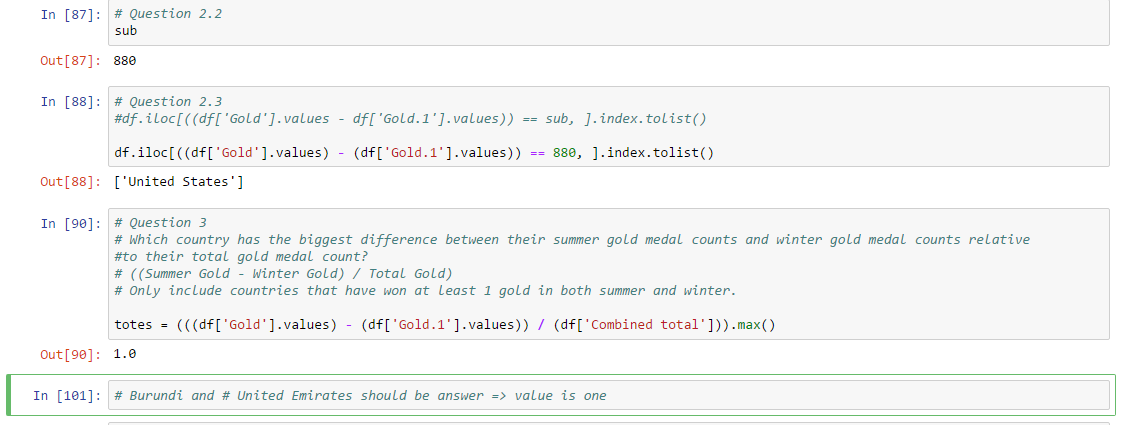 In [87]: # Question 2.2
sub
Out[87]: 880
In [88]: # Question 2.3
#df.iloc[((df['Gold'].values - df['Gold.1'].values)) == sub, ].index.tolist()
df.iloc[((df['Gold'].values) - (df['Gold.1'].values)) == 880, ].index.tolist()
Out[88]: ['United States']
In [90]: # Question 3
# Which country has the biggest difference between their summer gold medal counts and winter gold medal counts relative
#to their total gold medal count?
# ((Summer Gold - Winter Gold) / Total Gold)
# Only include countries that have won at least 1 gold in both summer and winter.
totes = (((df['Gold'].values) - (df['Gold.1'].values)) / (df['Combined total'])).max()
Out[90]: 1.0
In [101]: # Burundi and # United Emirates should be answer => value is one